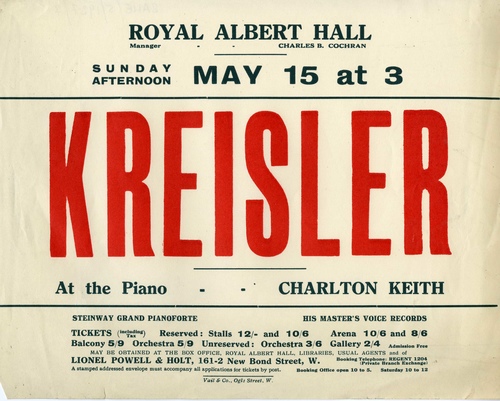 ROYAL ALBERT HALL
Manager - - CHARLES B. COCHRAN
SUNDAY AFTERNOON MAY 15 at 3
KREISLER
At the Piano - - CHARLTON KEITH
STEINWAY GRAND PIANOFORTE HIS MASTER'S VOICE RECORDS
TICKETS (including Tax) Reserved: Stalls 12/- and 10/6 Arena 10/6 and 8/6
Balcony 5/9 Orchestra 5/9 Unreserved: Orchestra 3/6 Gallery 2/4 Admission Free
MAY BE OBTAINED AT THE BOX OFFICE, ROYAL ALBERT HALL, LIBRARIES, USUAL AGENTS and of
LIONEL POWELL & HOLT, 161-2 New Bond Street, W. Booking Telephone: REGENT 1204 (Private Branch Exchange)
A stamped addressed envelope must accompany all applications for tickets by post. Booking Office open 10 to 5. Saturday 10 to 12
Vail & Co., Ogle Street, W.